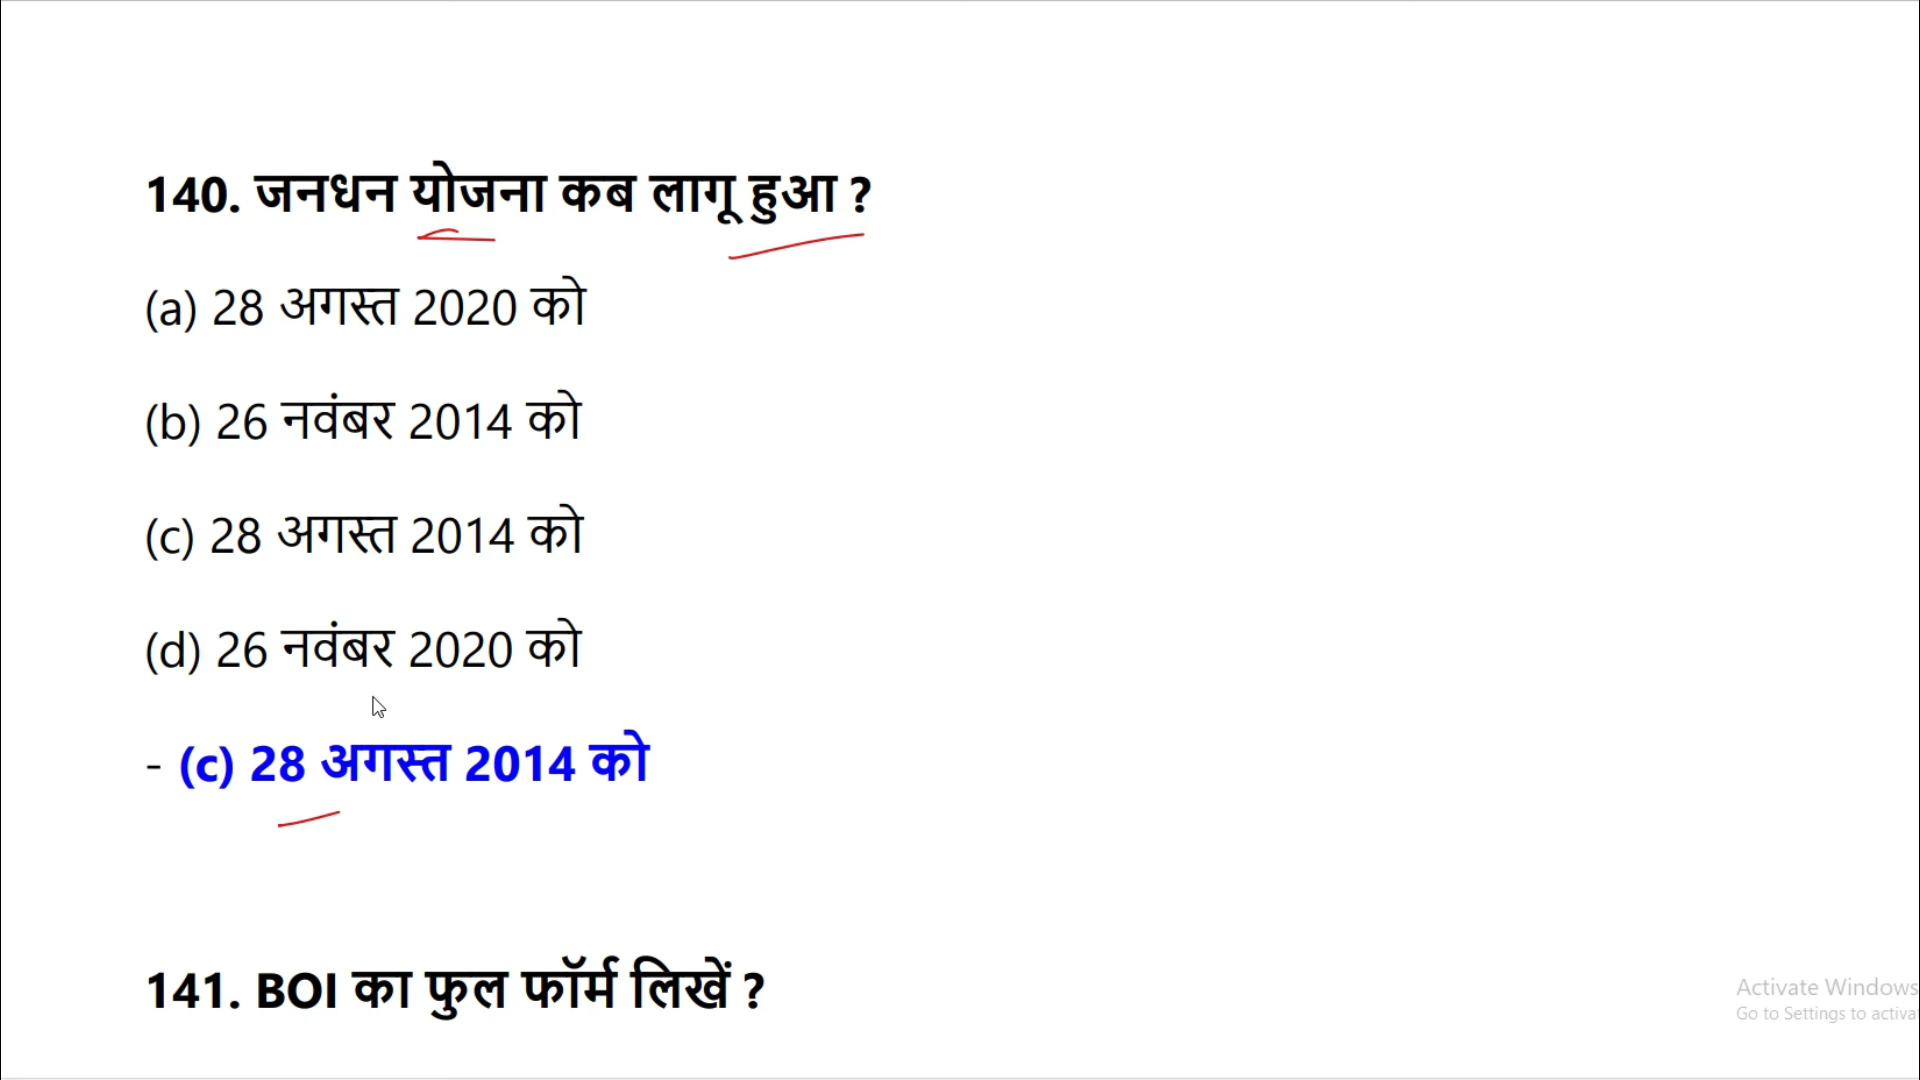 140. जनधन योजना कब लागू हुआ ?
(a) 28 अगस्त 2020 को
(b) 26 नवंबर 2014 को
(c) 28 अगस्त 2014 को
(d) 26 नवंबर 2020 को
- (c) 28 अगस्त 2014 को
141. BOI का फुल फॉर्म लिखें ?
Activate Windows
Go to Settings to activa